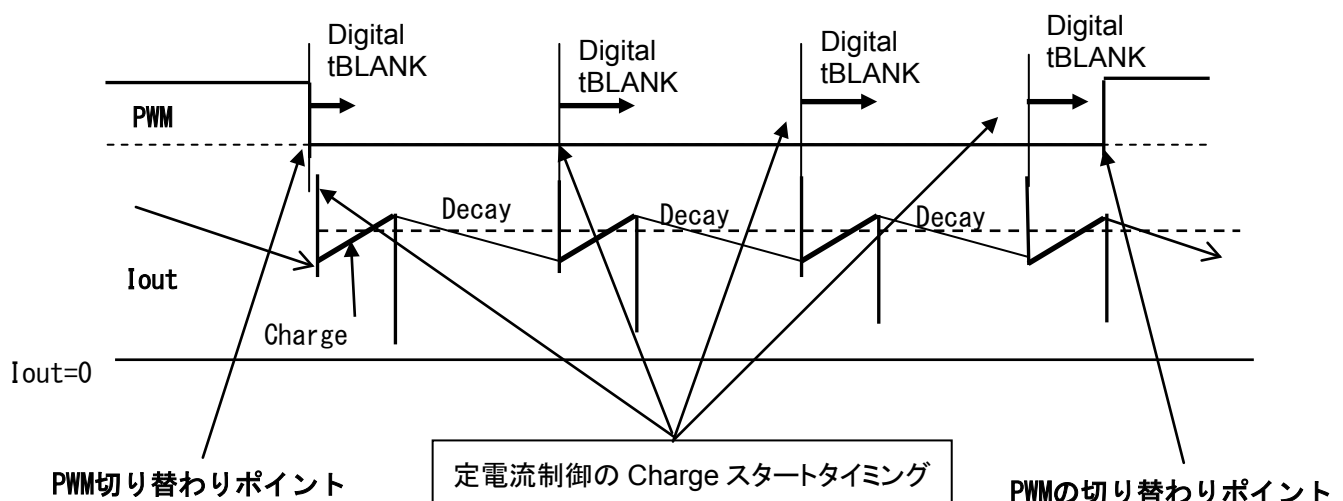 Digital
tBLANK
Digital
tBLANK
Digital
tBLANK
Digital
tBLANK
PWM
Decay
Decay
Decay
Iout
Charge
Iout=0
定電流制御の Charge スタートタイミング
PWM切り替わりポイント
PWMの切り替わりポイント